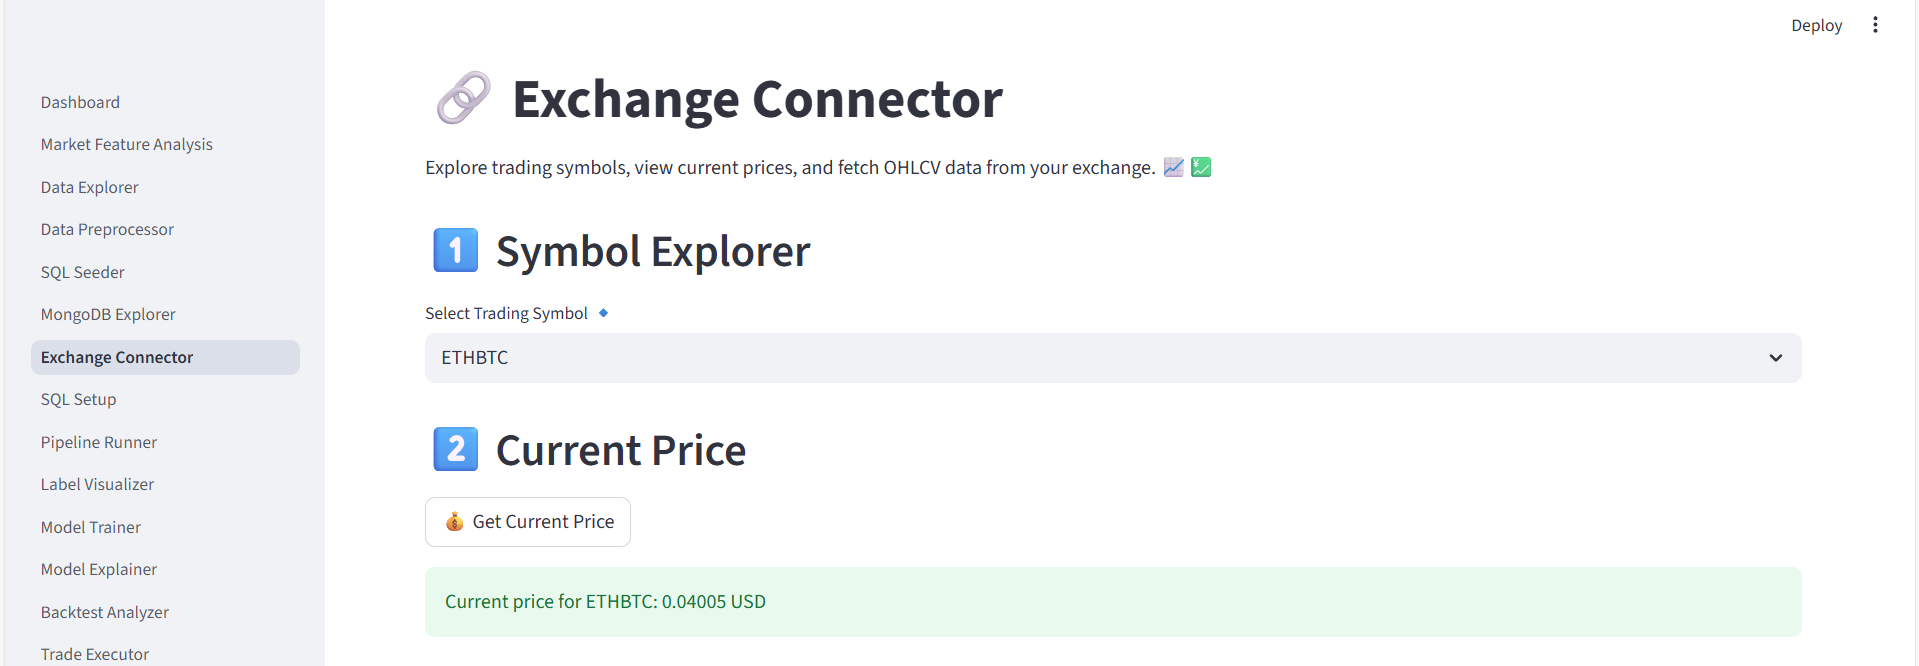 Deploy
Dashboard
Market Feature Analysis
Data Explorer
Data Preprocessor
SQL Seeder
MongoDB Explorer
Exchange Connector
SQL Setup
Pipeline Runner
Label Visualizer
Model Trainer
Model Explainer
Backtest Analyzer
Trade Executor
🔗 Exchange Connector
Explore trading symbols, view current prices, and fetch OHLCV data from your exchange. 📈 💹
1️⃣ Symbol Explorer
Select Trading Symbol 🔹
ETHBTC
2️⃣ Current Price
💰 Get Current Price
Current price for ETHBTC: 0.04005 USD